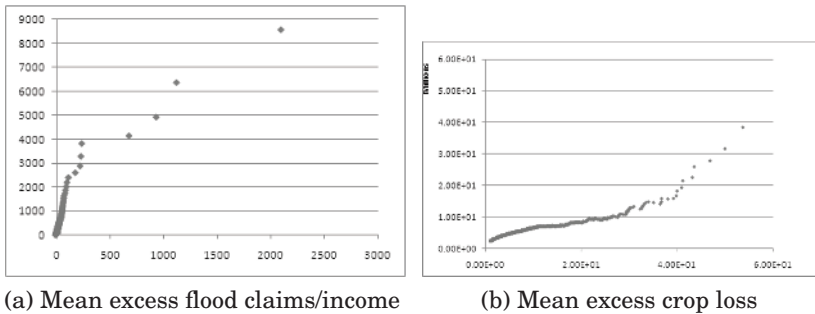 9000
8000
7000
6000
5000
4000
3000
2000
1000
0
0 500 1000 1500 2000 2500 3000
(a) Mean excess flood claims/income
Millions
6.00E+01
5.00E+01
4.00E+01
3.00E+01
2.00E+01
1.00E+01
0.00E+00
0.00E+00 2.00E+01 4.00E+01 6.00E+01
(b) Mean excess crop loss